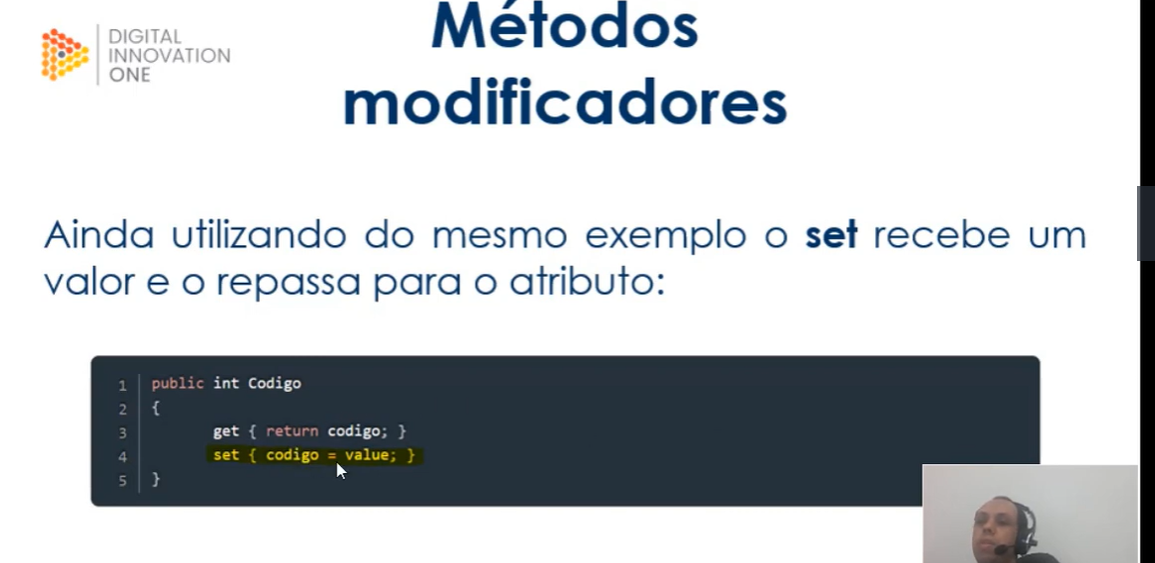 DIGITAL
INNOVATION
ONE
Métodos
modificadores
Ainda utilizando do mesmo exemplo o set recebe um
valor e o repassa para o atributo:
1 public int Codigo
2 {
3 get { return codigo; }
4 set { codigo = value; }
5 }